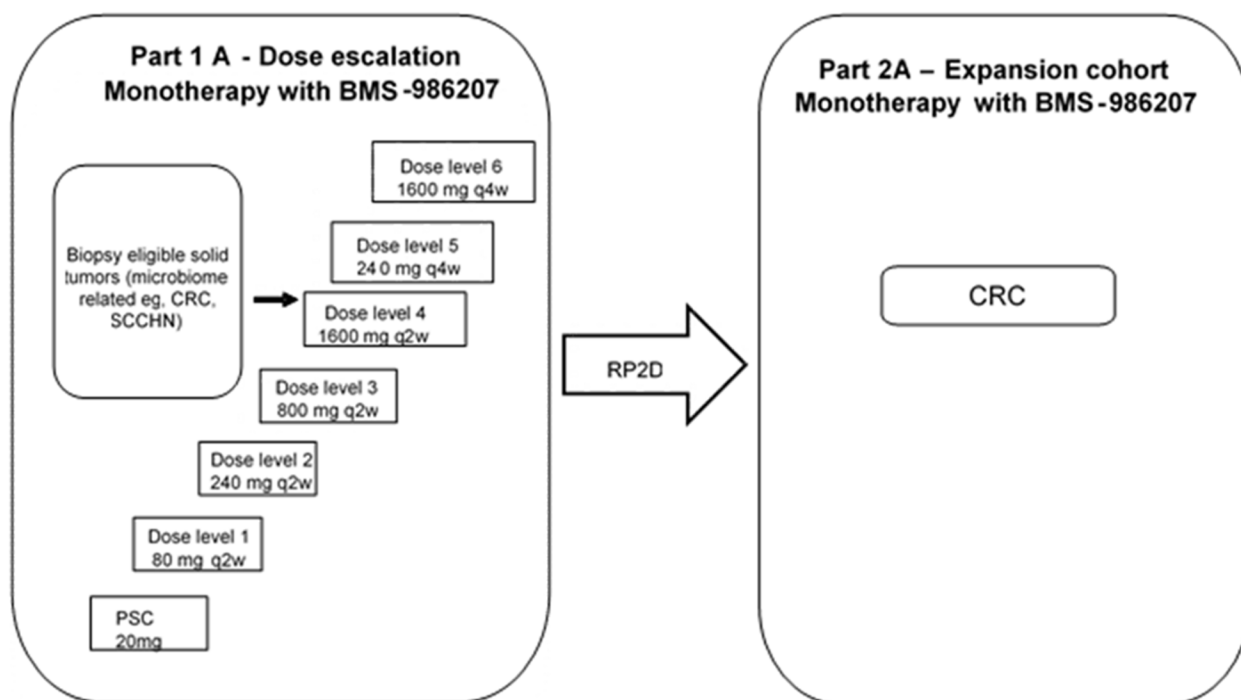 Part 1 A - Dose escalation
Monotherapy with BMS-986207
Dose level 6
1600 mg q4w
Biopsy eligible solid
tumors (microbiome
related eg, CRC,
SCCHN)
Dose level 5
240 mg q4w
Dose level 4
1600 mg q2w
Dose level 3
800 mg q2w
Dose level 2
240 mg q2w
Dose level 1
80 mg q2w
PSC
20mg
RP2D
Part 2A – Expansion cohort
Monotherapy with BMS-986207
CRC